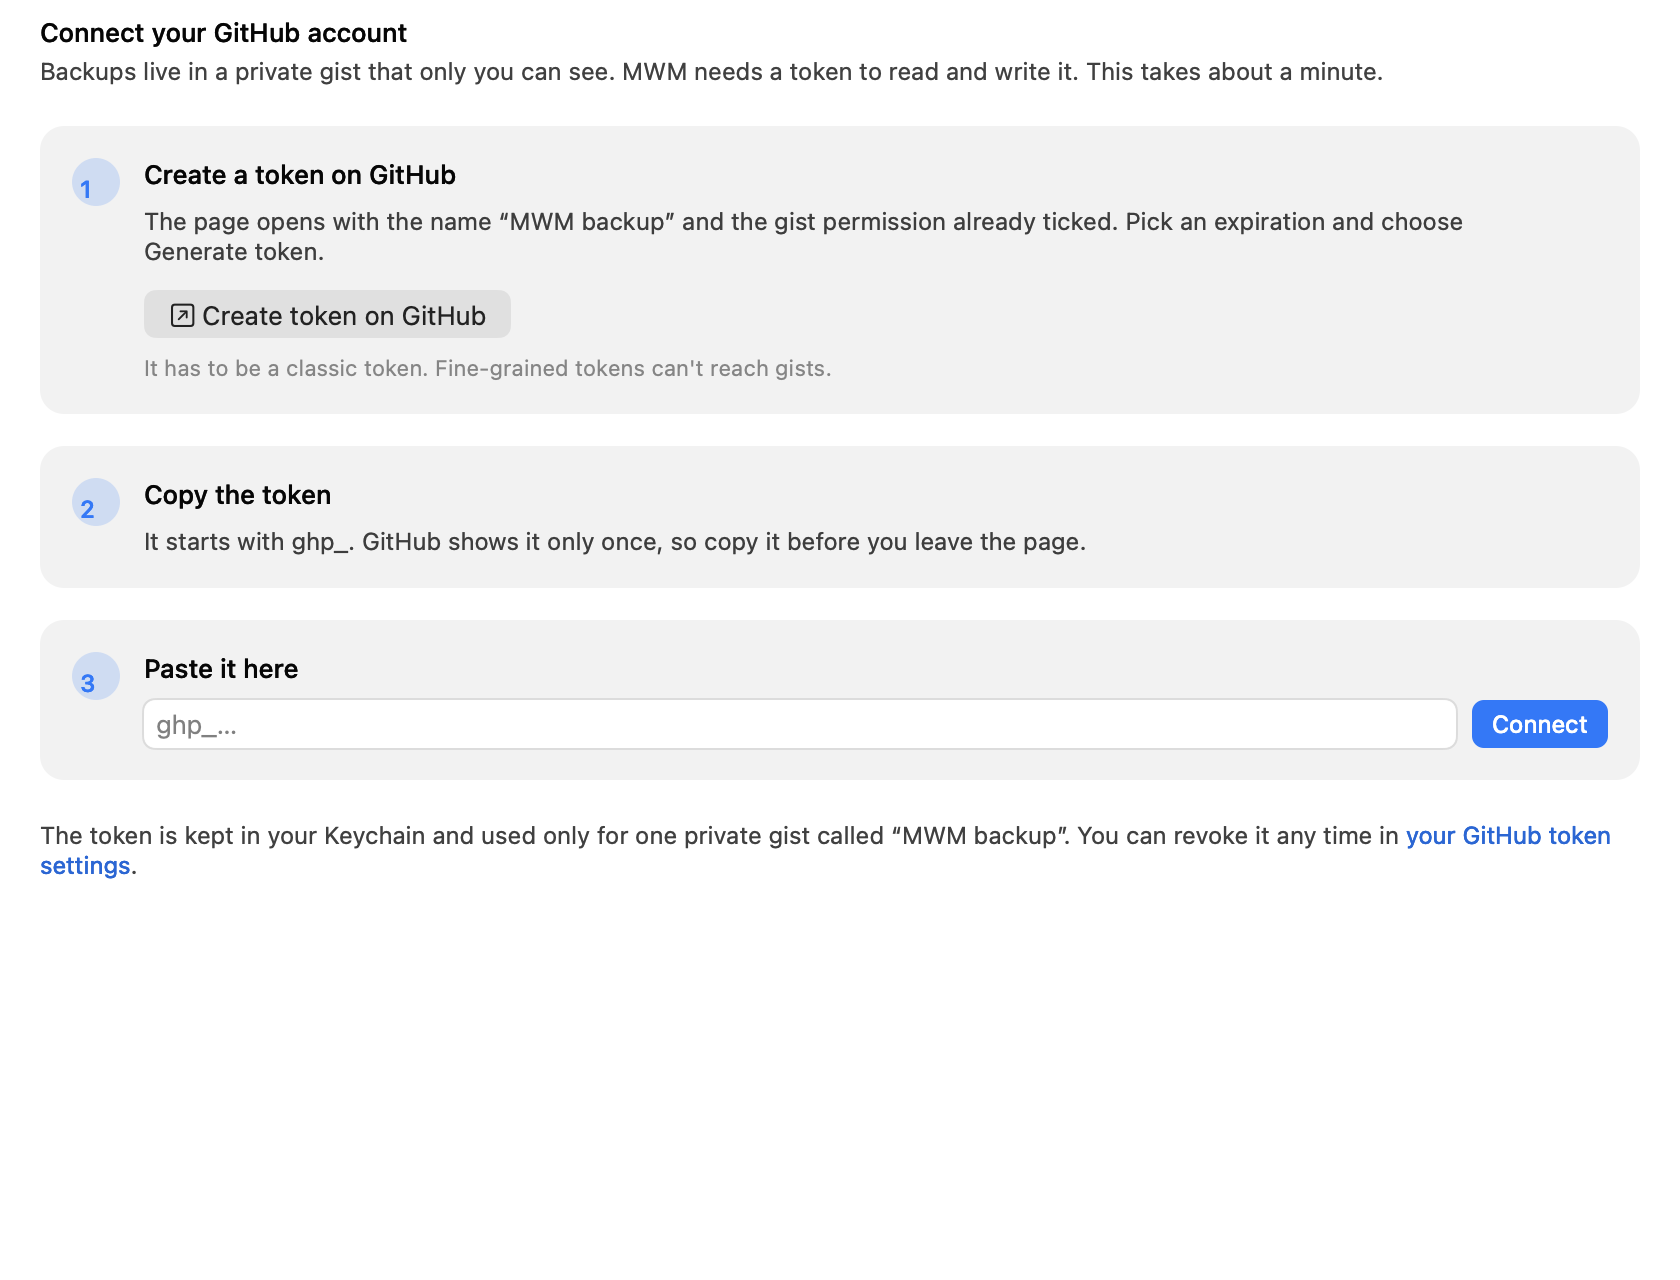 Connect your GitHub account
Backups live in a private gist that only you can see. MWM needs a token to read and write it. This takes about a minute.
1
Create a token on GitHub
The page opens with the name “MWM backup” and the gist permission already ticked. Pick an expiration and choose
Generate token.
Create token on GitHub
It has to be a classic token. Fine-grained tokens can't reach gists.
2
Copy the token
It starts with ghp_. GitHub shows it only once, so copy it before you leave the page.
3
Paste it here
ghp_...
Connect
The token is kept in your Keychain and used only for one private gist called “MWM backup”. You can revoke it any time in your GitHub token
settings.